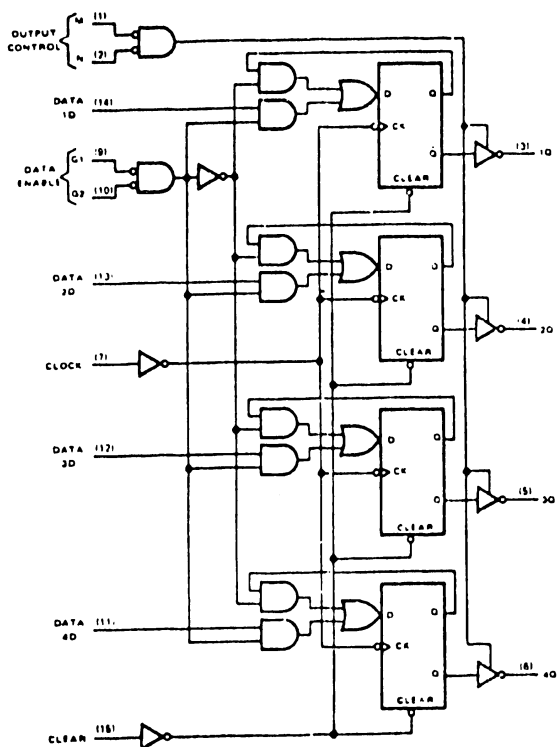 OUTPUT CONTROL
M (1)
N (2)
DATA 1D (14)
D Q
CK
Q
CLEAR
(3) 1Q
DATA ENABLE
G1 (9)
G2 (10)
DATA 2D (13)
D Q
CK
Q
CLEAR
(4) 2Q
CLOCK (7)
DATA 3D (12)
D Q
CK
Q
CLEAR
(5) 3Q
DATA 4D (11)
D Q
CK
Q
CLEAR
(6) 4Q
CLEAR (15)